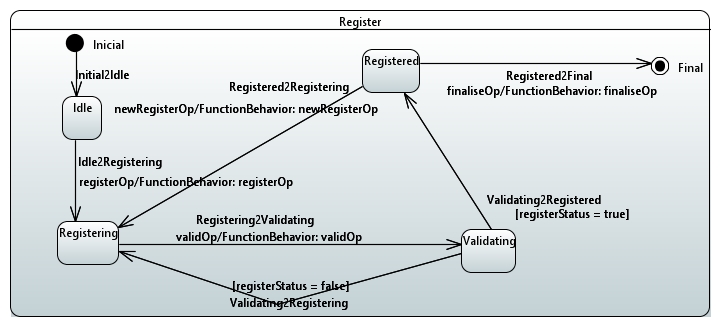 Register
Inicial
Initial2Idle
Idle
Registered
Registered2Registering
newRegisterOp/FunctionBehavior: newRegisterOp
Final
Registered2Final
finaliseOp/FunctionBehavior: finaliseOp
Idle2Registering
registerOp/FunctionBehavior: registerOp
Validating2Registered
[registerStatus = true]
Registering
Registering2Validating
validOp/FunctionBehavior: validOp
Validating
[registerStatus = false]
Validating2Registering